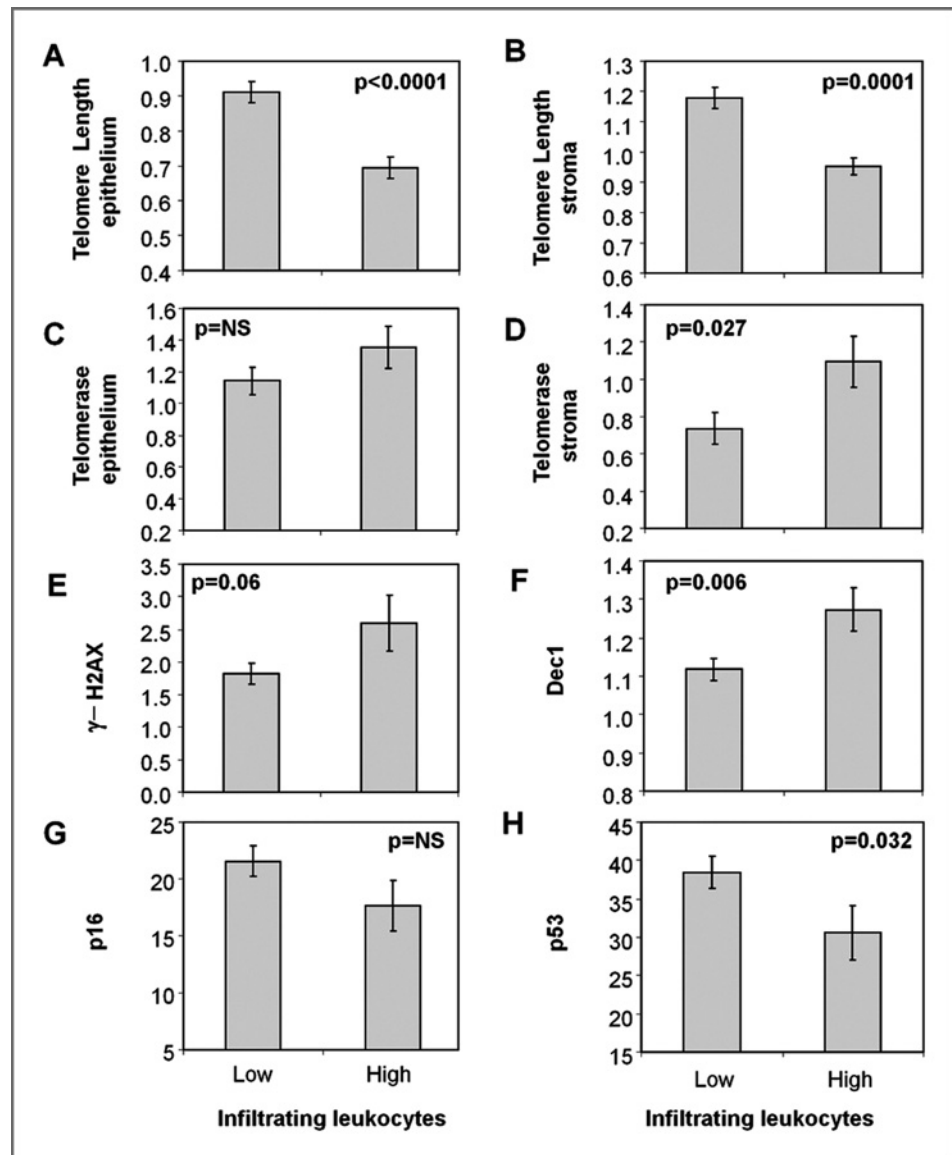 A
Telomere Length
epithelium
1.0
0.9
0.8
0.7
0.6
0.5
0.4
p<0.0001
B
Telomere Length
stroma
1.3
1.2
1.1
1.0
0.9
0.8
0.7
0.6
p=0.0001
C
Telomerase
epithelium
1.6
1.4
1.2
1.0
0.8
0.6
0.4
0.2
p=NS
D
Telomerase
stroma
1.4
1.2
1.0
0.8
0.6
0.4
0.2
p=0.027
E
γ– H2AX
3.5
3.0
2.5
2.0
1.5
1.0
0.5
0.0
p=0.06
F
Dec1
1.4
1.3
1.2
1.1
1.0
0.9
0.8
p=0.006
G
p16
25
20
15
10
5
p=NS
Low High
Infiltrating leukocytes
H
p53
45
40
35
30
25
20
15
p=0.032
Low High
Infiltrating leukocytes